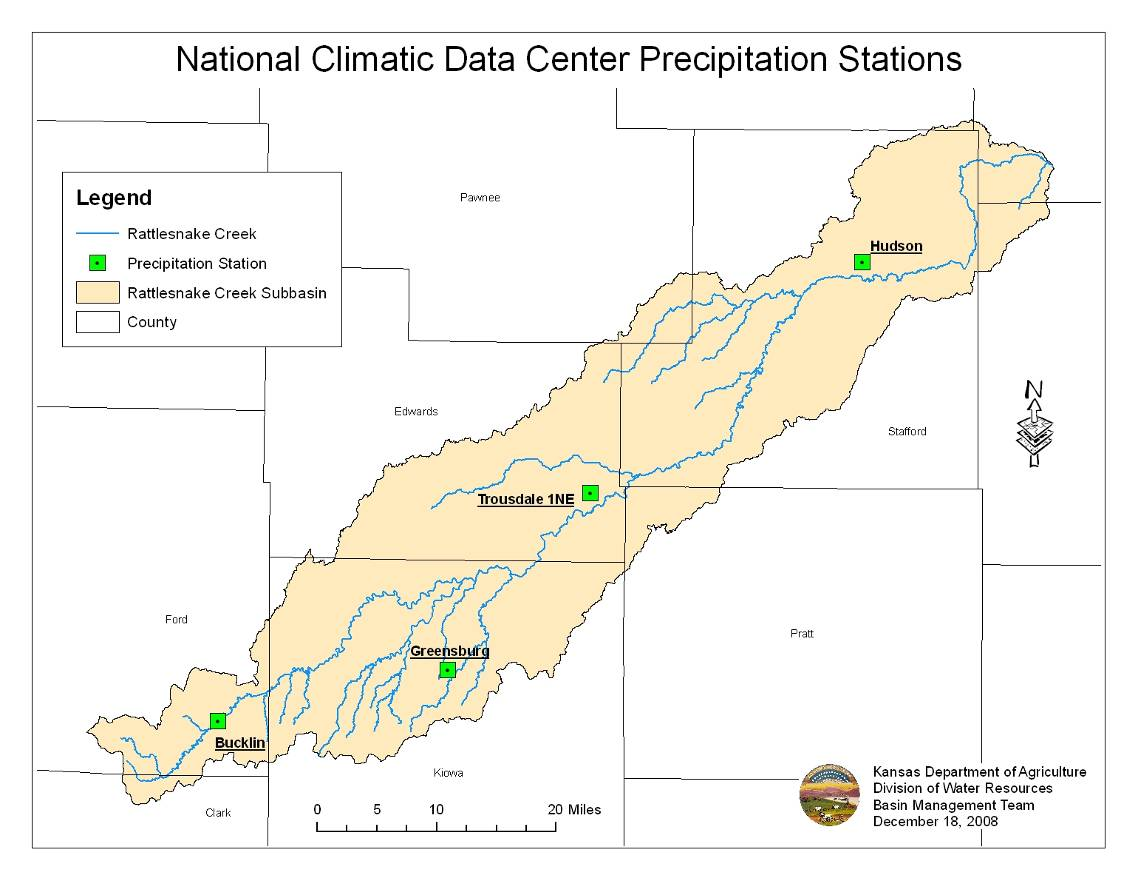 National Climatic Data Center Precipitation Stations
Legend
Rattlesnake Creek
Precipitation Station
Rattlesnake Creek Subbasin
County
Pawnee
Hudson
N
Edwards
Stafford
Trousdale 1NE
Ford
Pratt
Greensburg
Bucklin
Kiowa
Clark
0 5 10 20 Miles
Kansas Department of Agriculture
Division of Water Resources
Basin Management Team
December 18, 2008